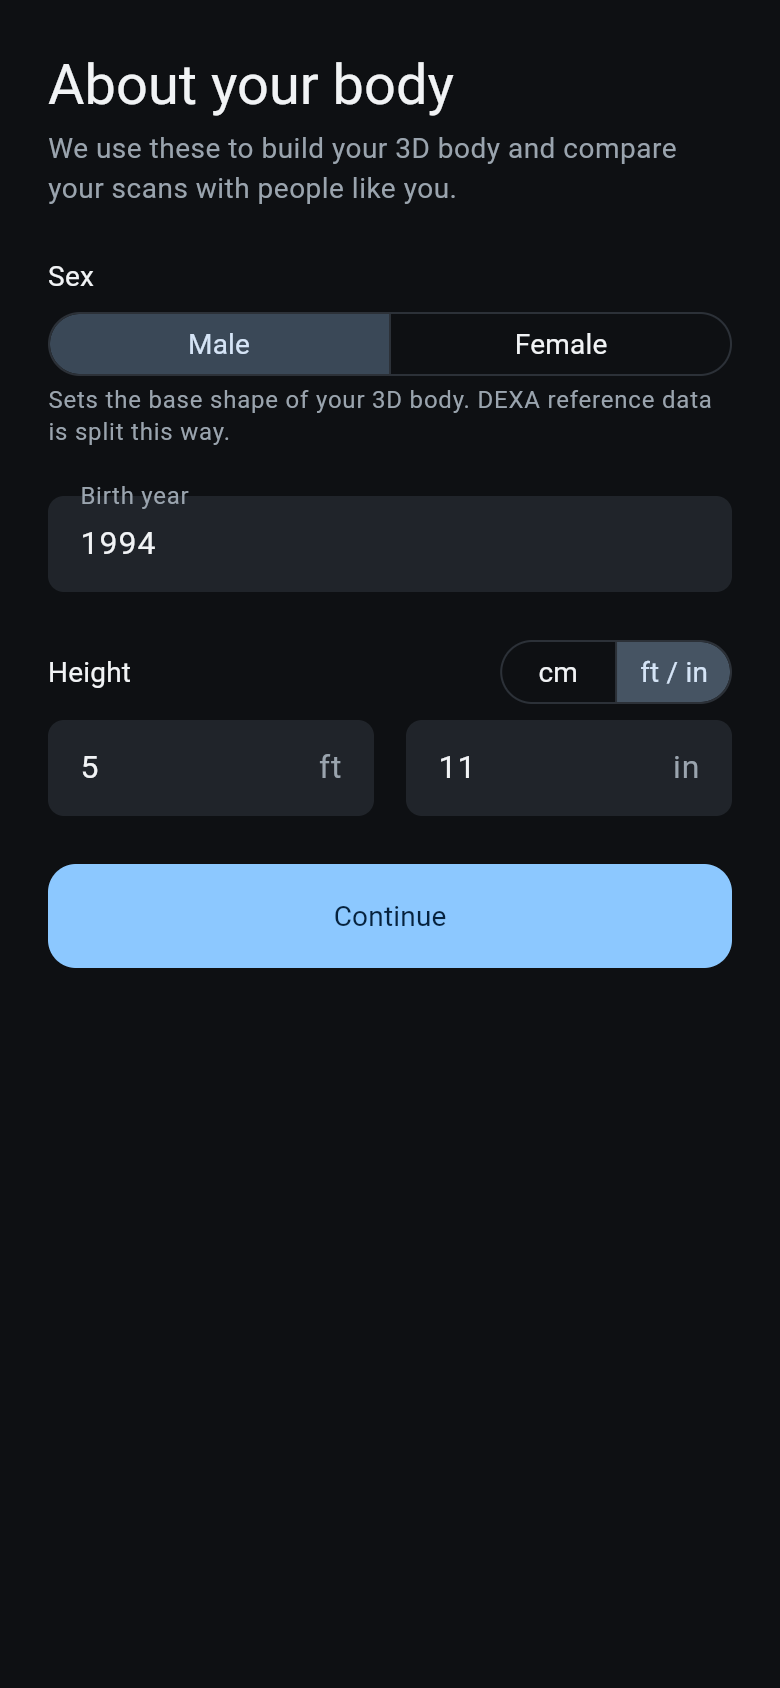 About your body
We use these to build your 3D body and compare
your scans with people like you.
Sex
Male
Female
Sets the base shape of your 3D body. DEXA reference data
is split this way.
Birth year
1994
Height
cm
ft / in
5 ft
11 in
Continue